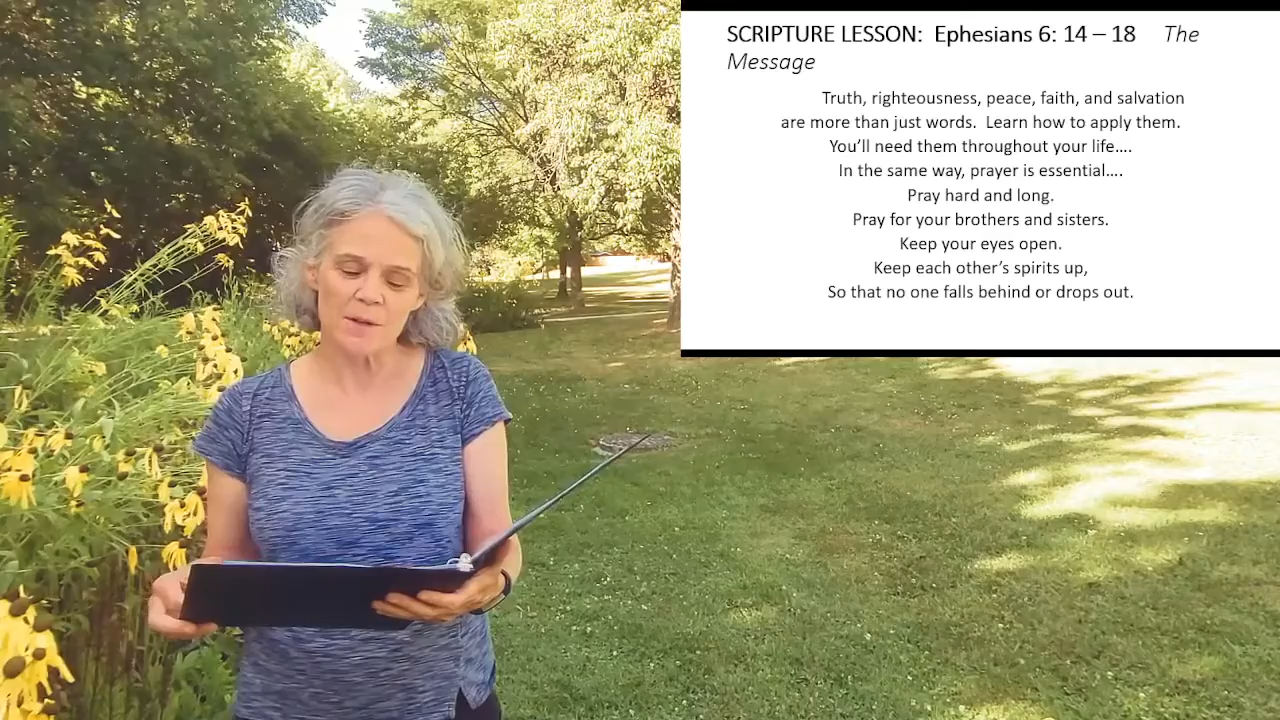 SCRIPTURE LESSON: Ephesians 6: 14 – 18 The
Message
Truth, righteousness, peace, faith, and salvation
are more than just words. Learn how to apply them.
You’ll need them throughout your life….
In the same way, prayer is essential….
Pray hard and long.
Pray for your brothers and sisters.
Keep your eyes open.
Keep each other’s spirits up,
So that no one falls behind or drops out.